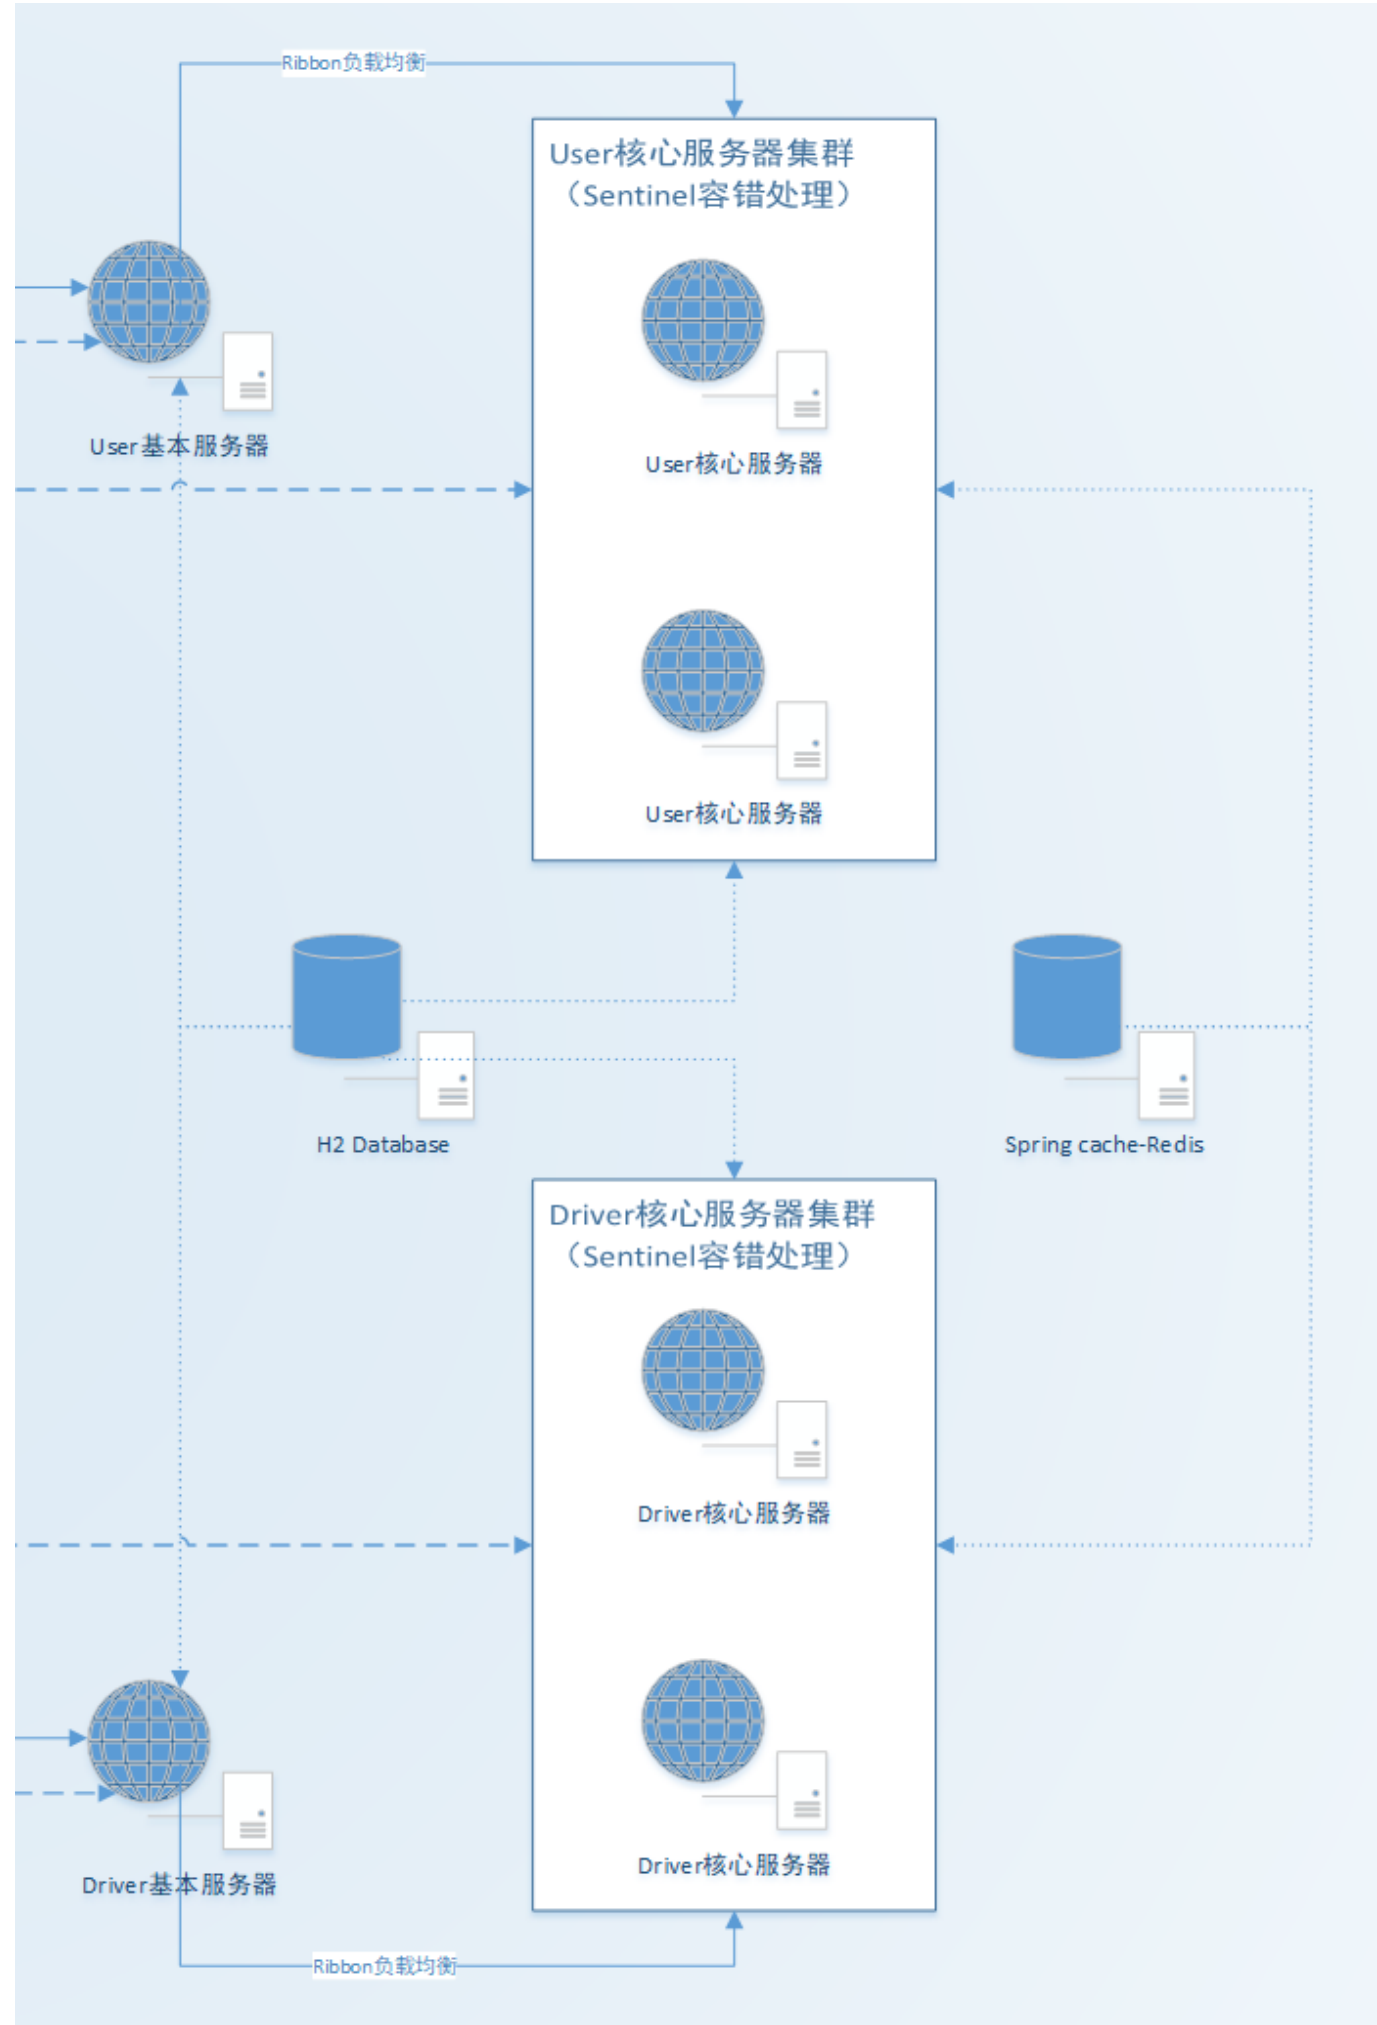 Ribbon负载均衡
User核心服务器集群
（Sentinel容错处理）
User基本服务器
User核心服务器
User核心服务器
H2 Database
Spring cache-Redis
Driver核心服务器集群
（Sentinel容错处理）
Driver核心服务器
Driver核心服务器
Driver基本服务器
Ribbon负载均衡